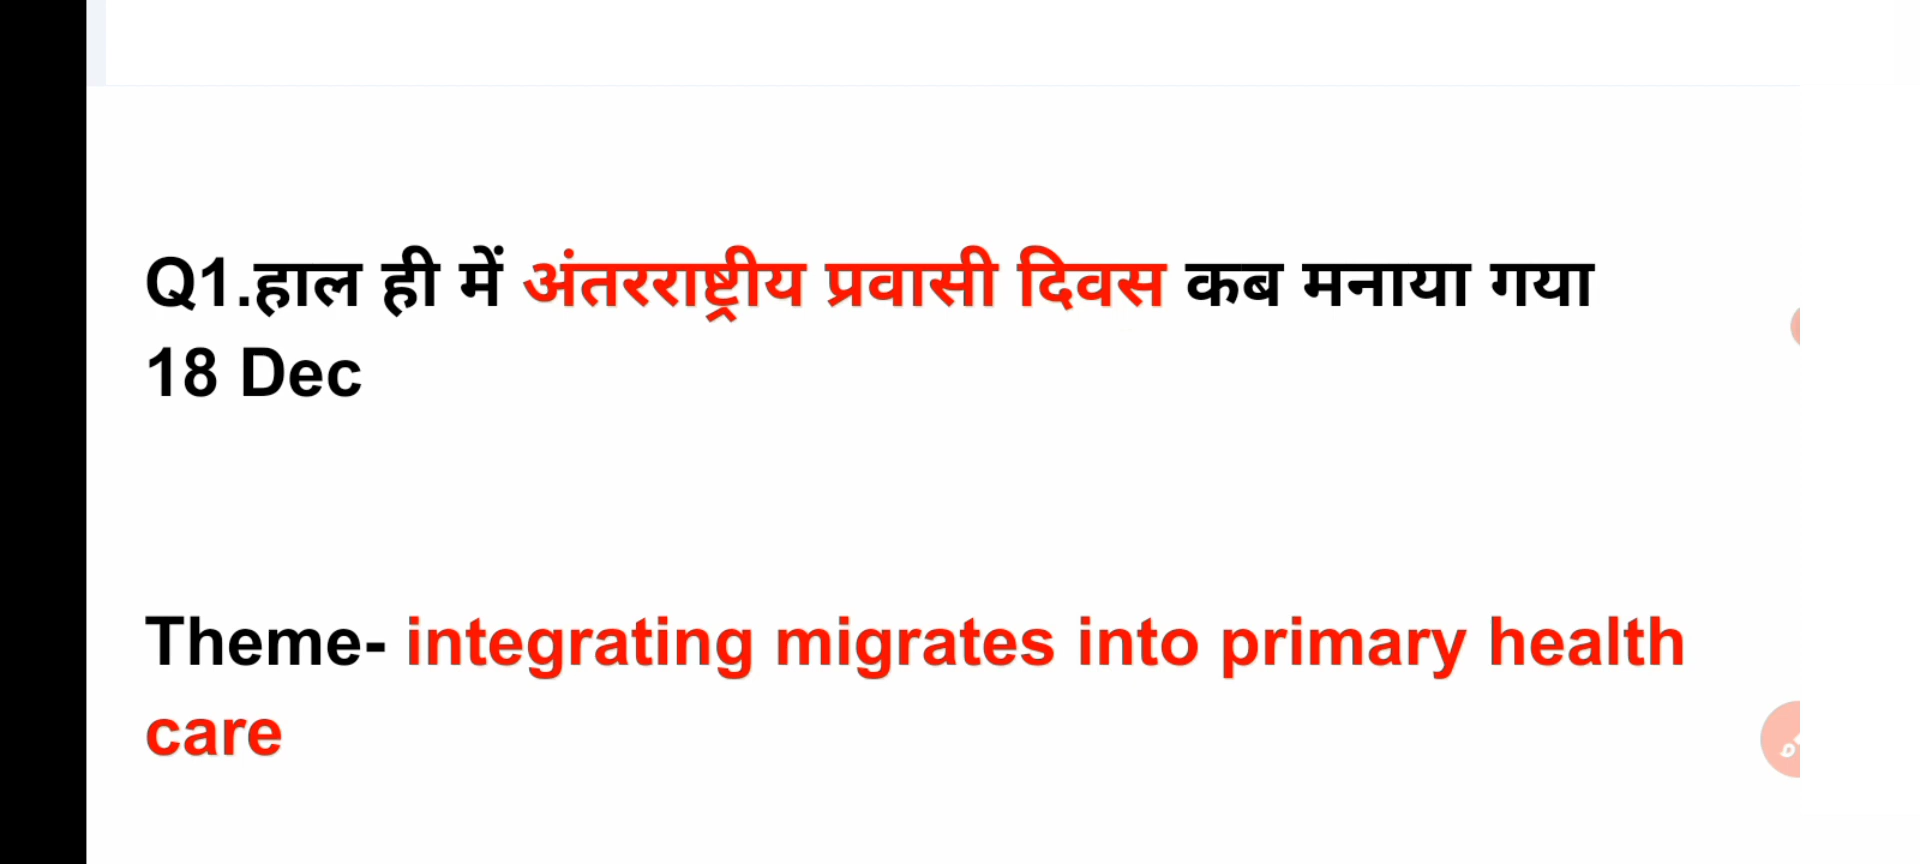 Q1.हाल ही में अंतरराष्ट्रीय प्रवासी दिवस कब मनाया गया
18 Dec
Theme- integrating migrates into primary health
care